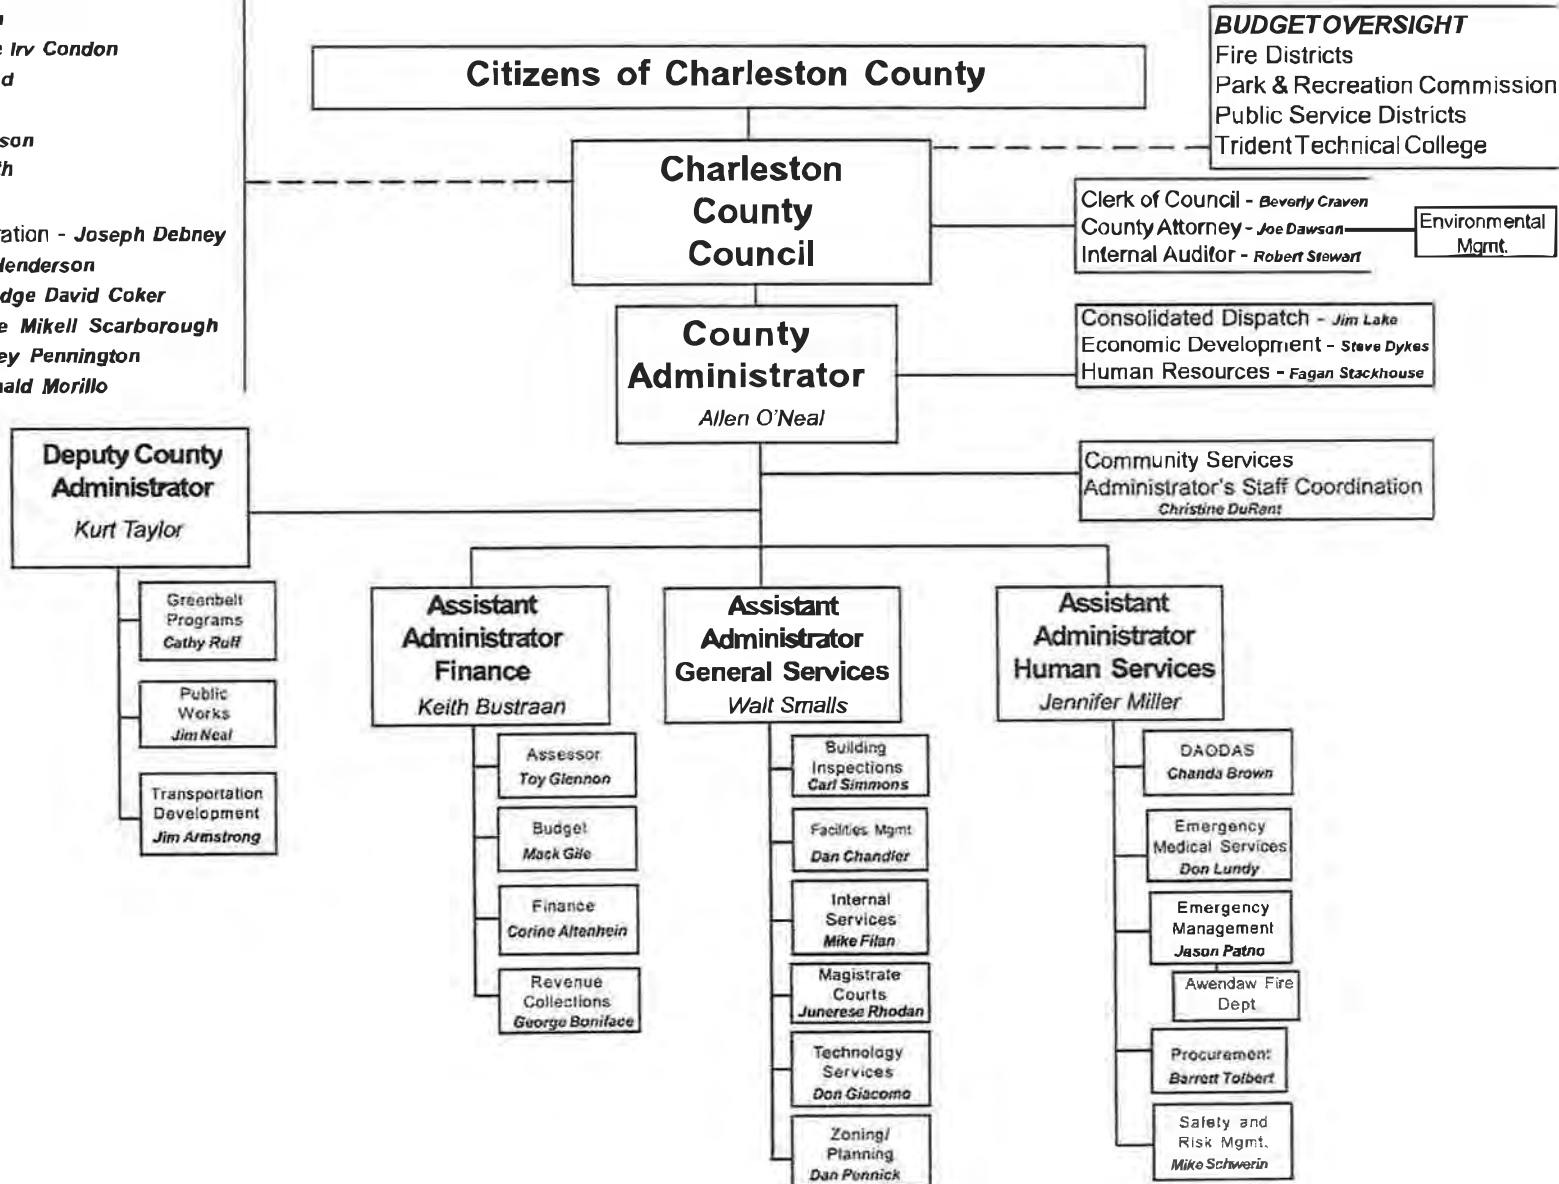 Irv Condon
Joseph Debney
David Coker
Mikell Scarborough
Pennington
Morillo
Citizens of Charleston County
BUDGET OVERSIGHT
Fire Districts
Park & Recreation Commission
Public Service Districts
Trident Technical College
Charleston
County
Council
Clerk of Council - Beverly Craven
County Attorney - Joe Dawson
Internal Auditor - Robert Stewart
Environmental
Mgmt.
County
Administrator
Allen O'Neal
Consolidated Dispatch - Jim Lake
Economic Development - Steve Dykes
Human Resources - Fagan Stackhouse
Community Services
Administrator's Staff Coordination
Christine DuRant
Deputy County
Administrator
Kurt Taylor
Greenbelt
Programs
Cathy Ruff
Public
Works
Jim Neal
Transportation
Development
Jim Armstrong
Assistant
Administrator
Finance
Keith Bustraan
Assessor
Toy Glennon
Budget
Mack Gile
Finance
Corine Altenhein
Revenue
Collections
George Boniface
Assistant
Administrator
General Services
Walt Smalls
Building
Inspections
Carl Simmons
Facilities Mgmt
Dan Chandler
Internal
Services
Mike Filan
Magistrate
Courts
Junerese Rhodan
Technology
Services
Don Giacomo
Zoning/
Planning
Dan Pennick
Assistant
Administrator
Human Services
Jennifer Miller
DAODAS
Chanda Brown
Emergency
Medical Services
Don Lundy
Emergency
Management
Jason Patno
Awendaw Fire
Dept
Procurement
Barrett Tolbert
Safety and
Risk Mgmt.
Mike Schwerin